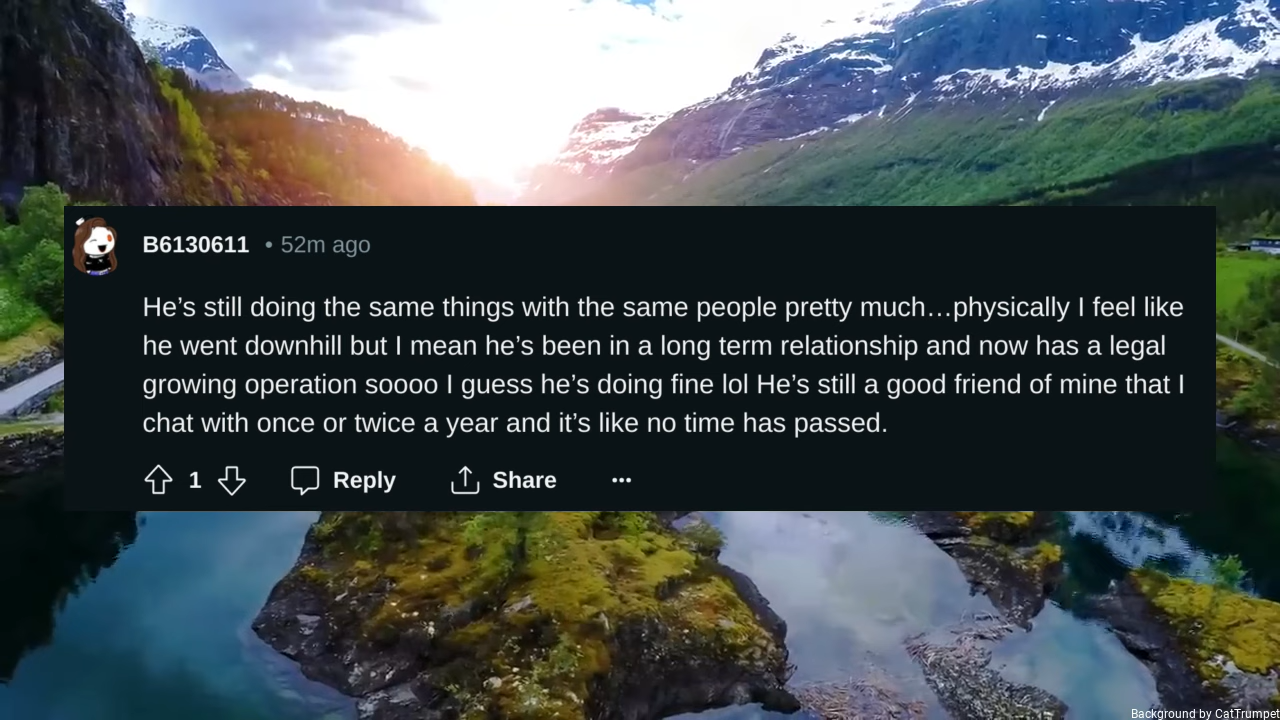 B6130611 • 52m ago
He’s still doing the same things with the same people pretty much…physically I feel like
he went downhill but I mean he’s been in a long term relationship and now has a legal
growing operation soooo I guess he’s doing fine lol He’s still a good friend of mine that I
chat with once or twice a year and it’s like no time has passed.
1 Reply Share ···
Background by CatTrumpet